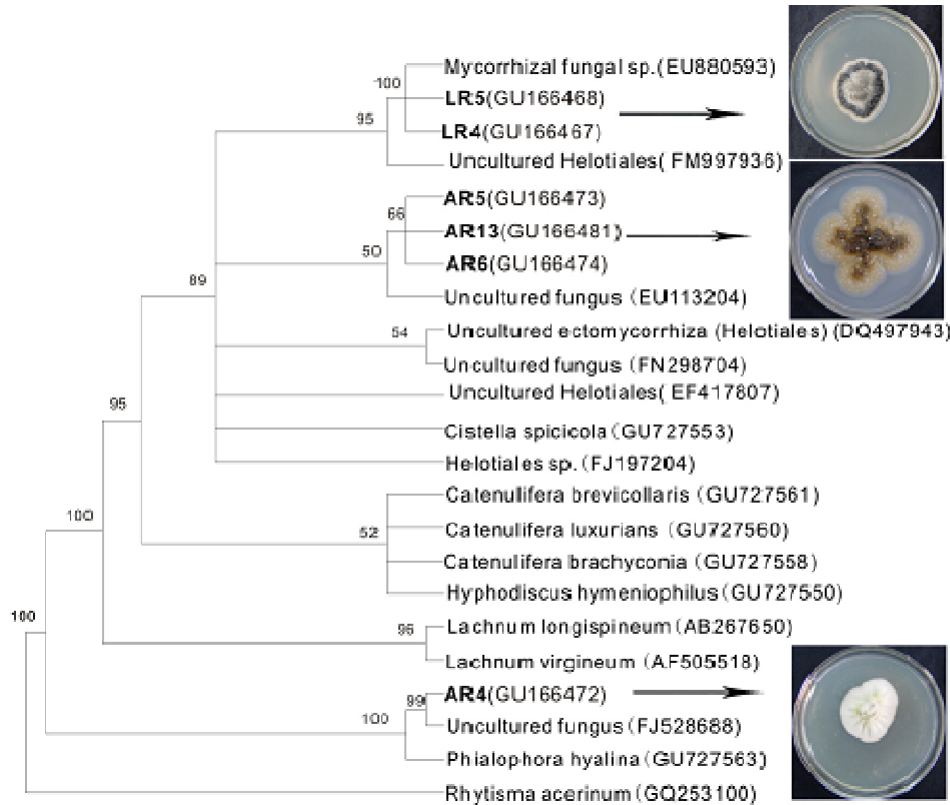 Mycorrhizal fungal sp.(EU880593)
100
LR5(GU166468)
95
LR4(GU166467)
Uncultured Helotiales( FM997936)
AR5(GU166473)
66
AR13(GU166481)
50
AR6(GU166474)
89
Uncultured fungus (EU113204)
Uncultured ectomycorrhiza (Helotiales) (DQ497943)
54
Uncultured fungus (FN298704)
Uncultured Helotiales( EF417807)
95
Cistella spicicola (GU727553)
Helotiales sp. (FJ197204)
Catenulifera brevicollaris (GU727561)
100
Catenulifera luxurians (GU727560)
52
Catenulifera brachyconia (GU727558)
Hyphodiscus hymeniophilus (GU727550)
100
Lachnum longispineum (AB267650)
96
Lachnum virgineum (AF505518)
AR4(GU166472)
99
Uncultured fungus (FJ528688)
100
Phialophora hyalina (GU727563)
Rhytisma acerinum (GQ253100)